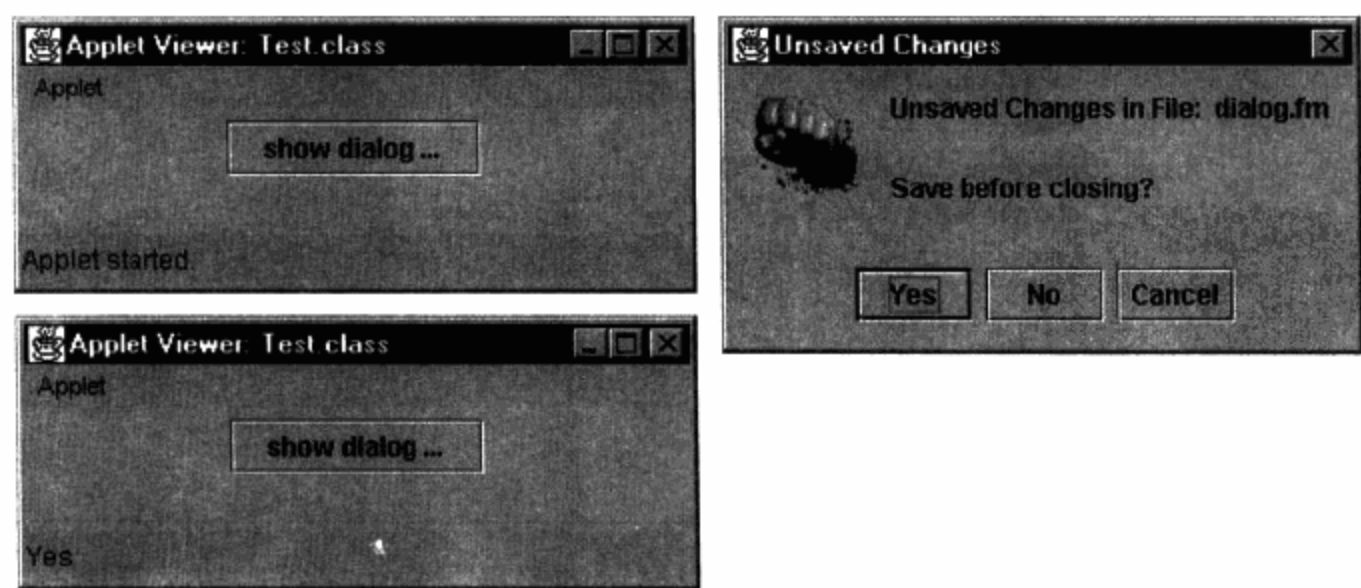 Applet Viewer: Test.class
Applet
show dialog ...
Applet started.
Unsaved Changes
Unsaved Changes in File: dialog.fm
Save before closing?
Yes
No
Cancel
Applet Viewer: Test.class
Applet
show dialog ...
Yes